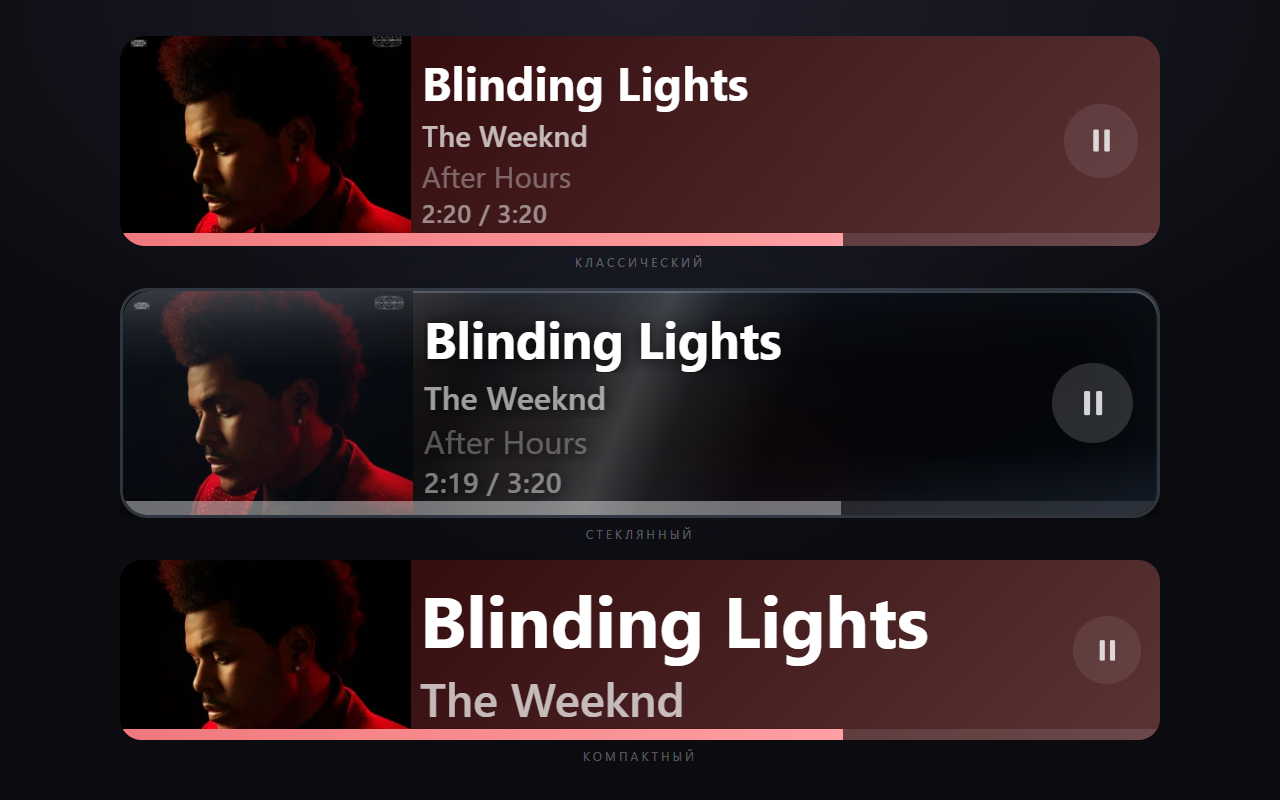 Blinding Lights
The Weeknd
After Hours
2:20 / 3:20
КЛАССИЧЕСКИЙ
Blinding Lights
The Weeknd
After Hours
2:19 / 3:20
СТЕКЛЯННЫЙ
Blinding Lights
The Weeknd
КОМПАКТНЫЙ